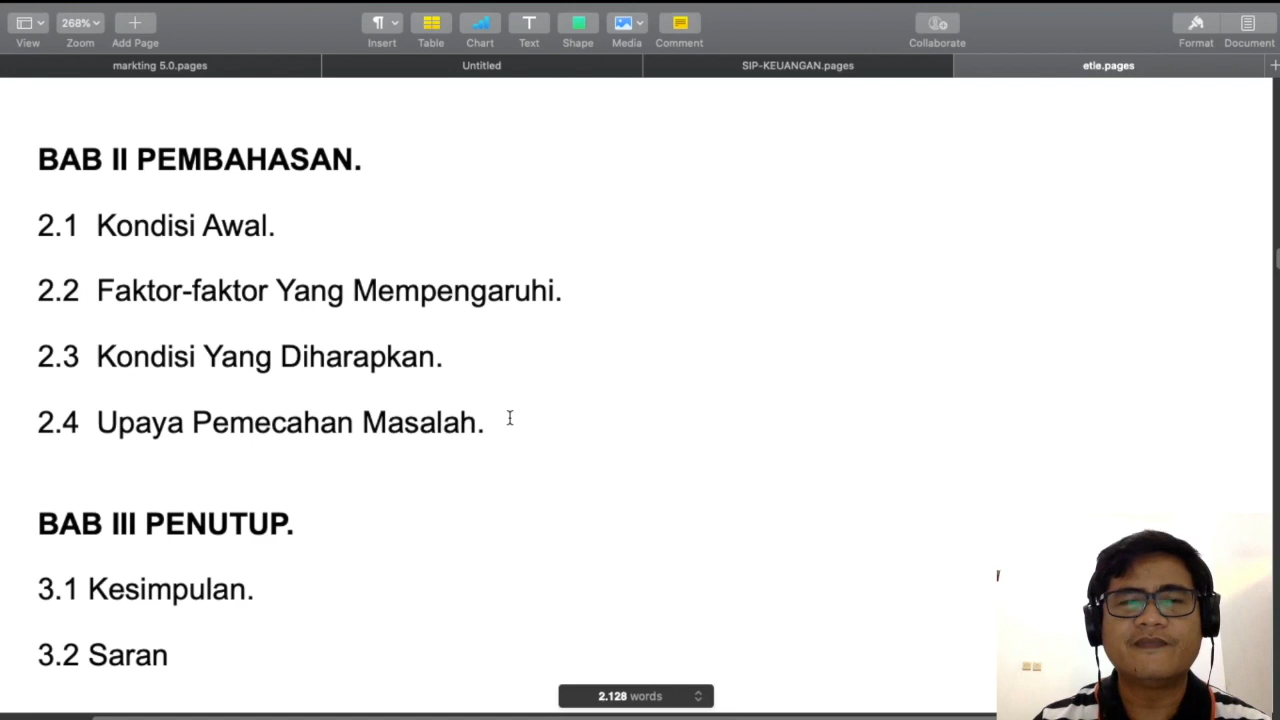 268%
View
Zoom
Add Page
Insert
Table
Chart
Text
Shape
Media
Comment
Collaborate
Format
Document
markting 5.0.pages
Untitled
SIP-KEUANGAN.pages
etie.pages
BAB II PEMBAHASAN.
2.1 Kondisi Awal.
2.2 Faktor-faktor Yang Mempengaruhi.
2.3 Kondisi Yang Diharapkan.
2.4 Upaya Pemecahan Masalah.
BAB III PENUTUP.
3.1 Kesimpulan.
3.2 Saran
2.128 words